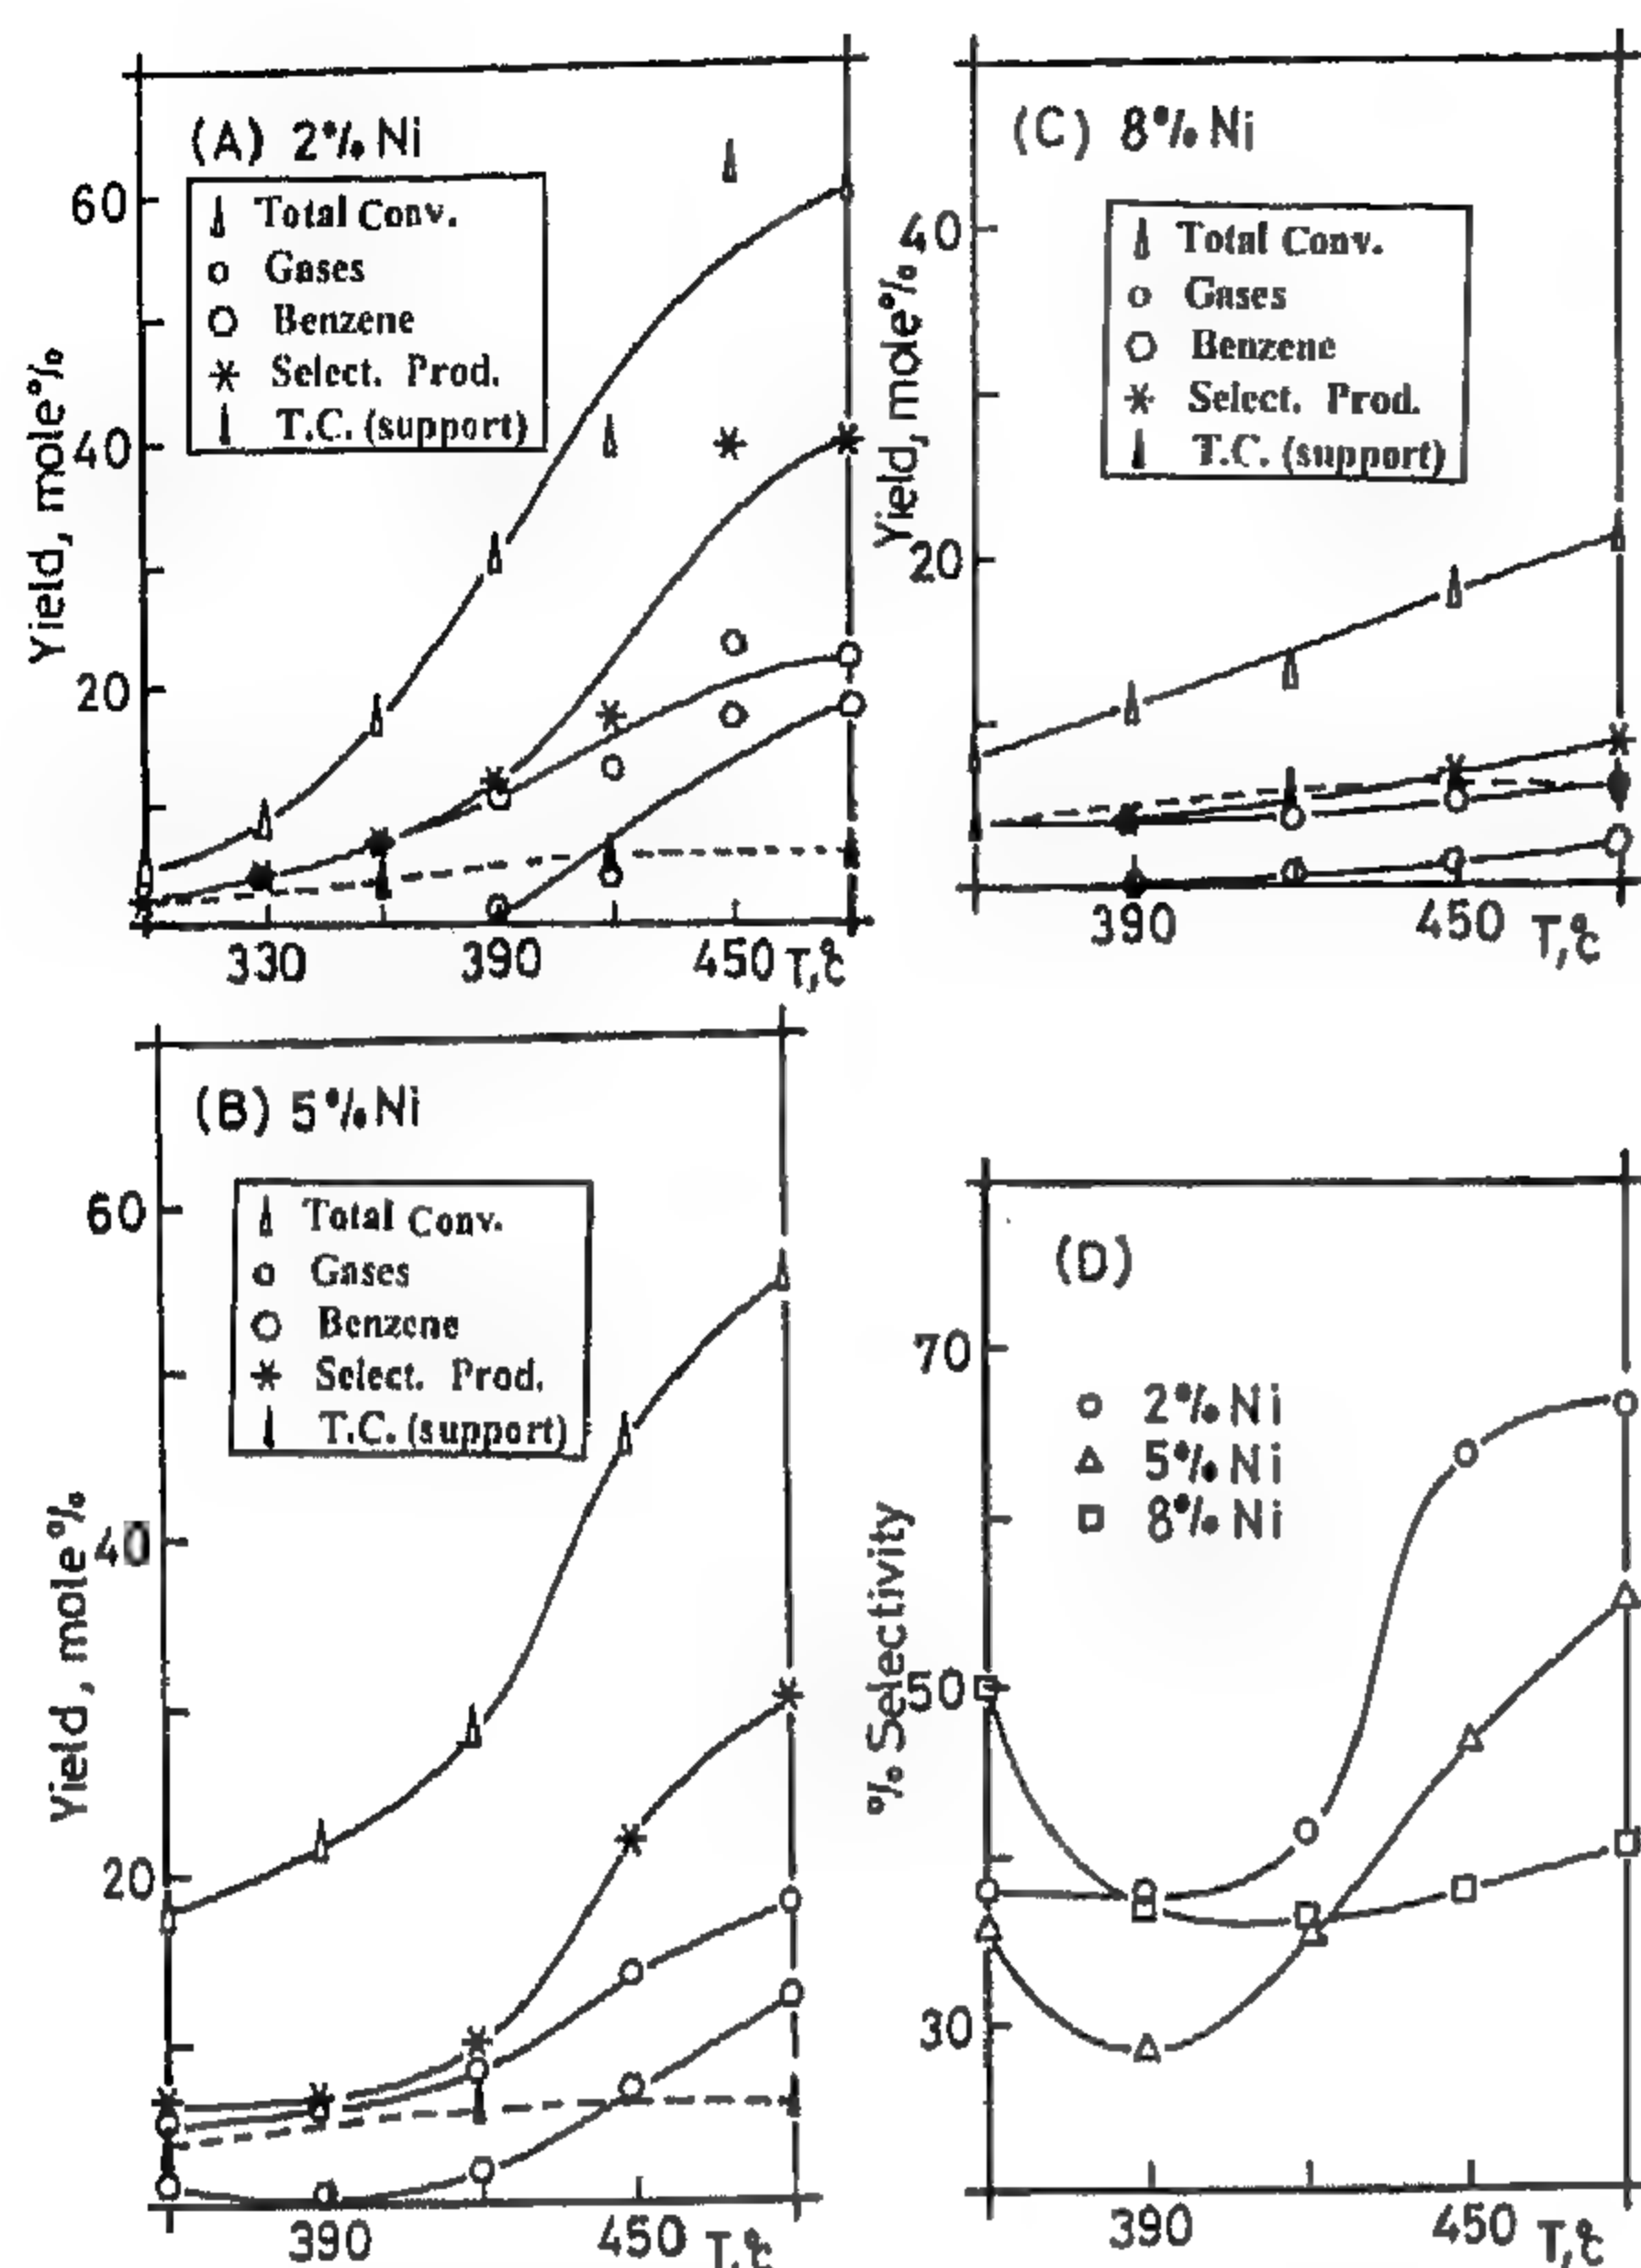 (A) 2% Ni
Total Conv.
Gases
Benzene
Select. Prod.
T.C. (support)
60
40
20
Yield, mole%
330 390 450 T,°C
(C) 8% Ni
Total Conv.
Gases
Benzene
Select. Prod.
T.C. (support)
40
20
Yield, mole%
390 450 T,°C
(B) 5% Ni
Total Conv.
Gases
Benzene
Select. Prod.
T.C. (support)
60
40
20
Yield, mole%
390 450 T,°C
(D)
2% Ni
5% Ni
8% Ni
70
50
30
% Selectivity
390 450 T,°C